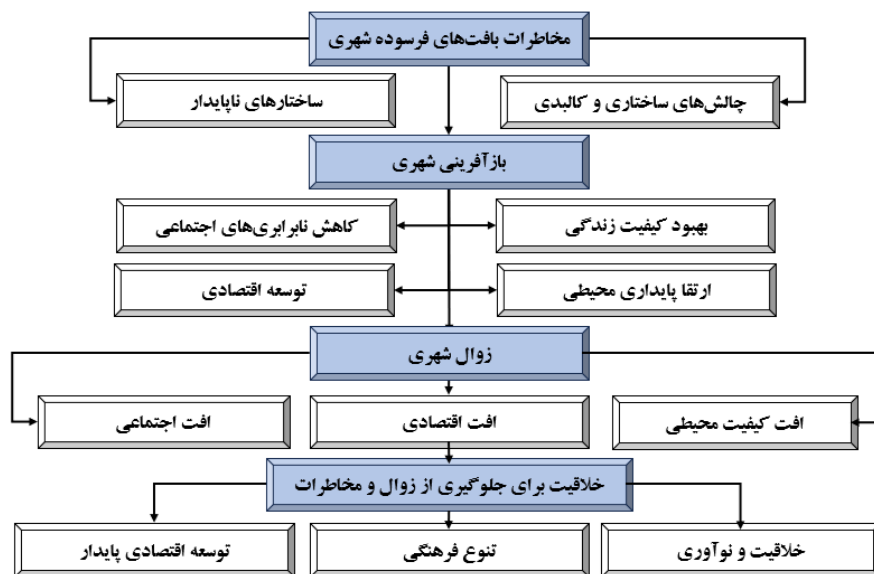 مخاطرات بافت‌های فرسوده شهری
چالش‌های ساختاری و کالبدی
ساختارهای ناپایدار
بازآفرینی شهری
بهبود کیفیت زندگی
کاهش نابرابری‌های اجتماعی
ارتقا پایداری محیطی
توسعه اقتصادی
زوال شهری
افت کیفیت محیطی
افت اقتصادی
افت اجتماعی
خلاقیت برای جلوگیری از زوال و مخاطرات
خلاقیت و نوآوری
تنوع فرهنگی
توسعه اقتصادی پایدار